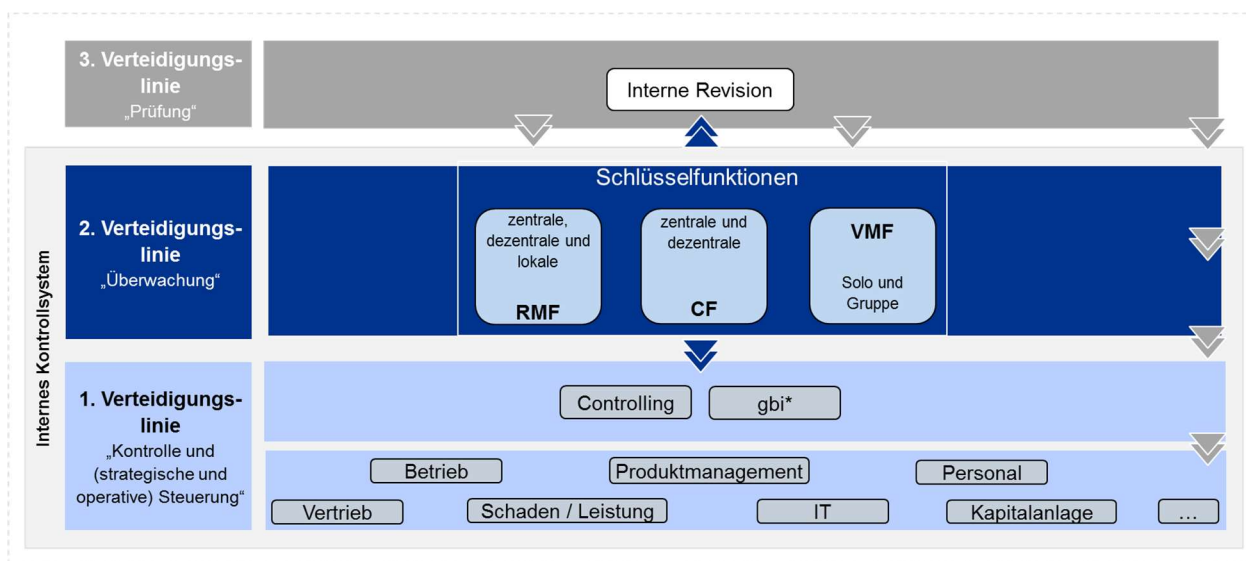 3. Verteidigungs-
linie
„Prüfung“
Interne Revision
Internes Kontrollsystem
2. Verteidigungs-
linie
„Überwachung“
Schlüsselfunktionen
zentrale,
dezentrale und
lokale
RMF
zentrale und
dezentrale
CF
VMF
Solo und
Gruppe
1. Verteidigungs-
linie
„Kontrolle und
(strategische und
operative) Steuerung“
Controlling
gbi*
Betrieb
Produktmanagement
Personal
Vertrieb
Schaden / Leistung
IT
Kapitalanlage
...